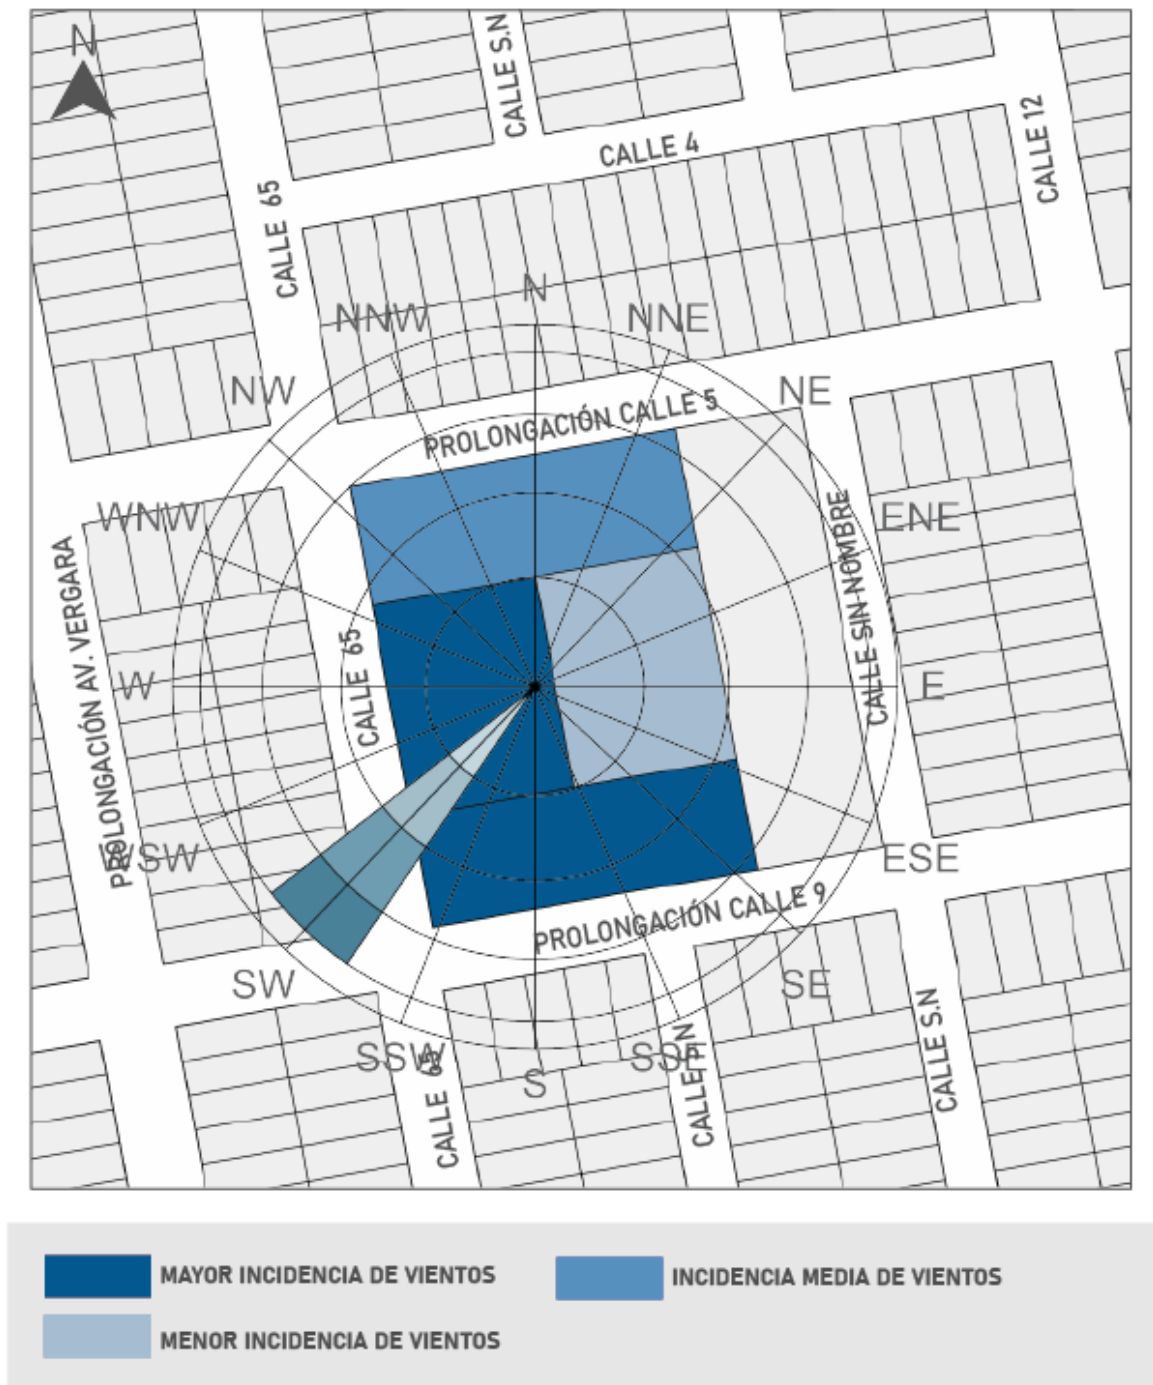 N
CALLE S.N
CALLE 4
CALLE 12
CALLE 65
N
NNW
NNE
NW
NE
PROLONGACIÓN CALLE 5
WNW
ENE
CALLE SIN NOMBRE
PROLONGACIÓN AV. VERGARA
CALLE 65
W
E
WSW
ESE
PROLONGACIÓN CALLE 9
SW
SE
SSW
CALLE 65
S
SSE
CALLE S.N
CALLE S.N
MAYOR INCIDENCIA DE VIENTOS
INCIDENCIA MEDIA DE VIENTOS
MENOR INCIDENCIA DE VIENTOS